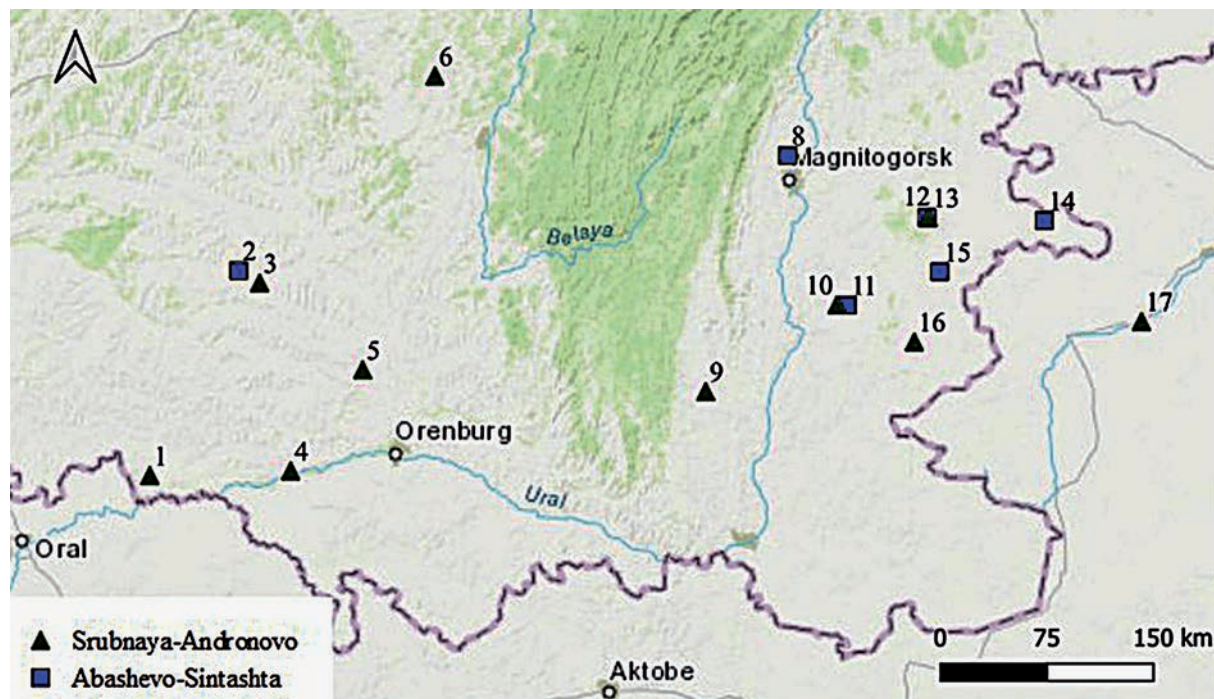 6
8
Magnitogorsk
12 13
14
Belaya
2
3
15
10 11
17
16
5
9
Orenburg
1
4
Ural
Oral
Srubnaya-Andronovo
Abashevo-Sintashta
0 75 150 km
Aktobe